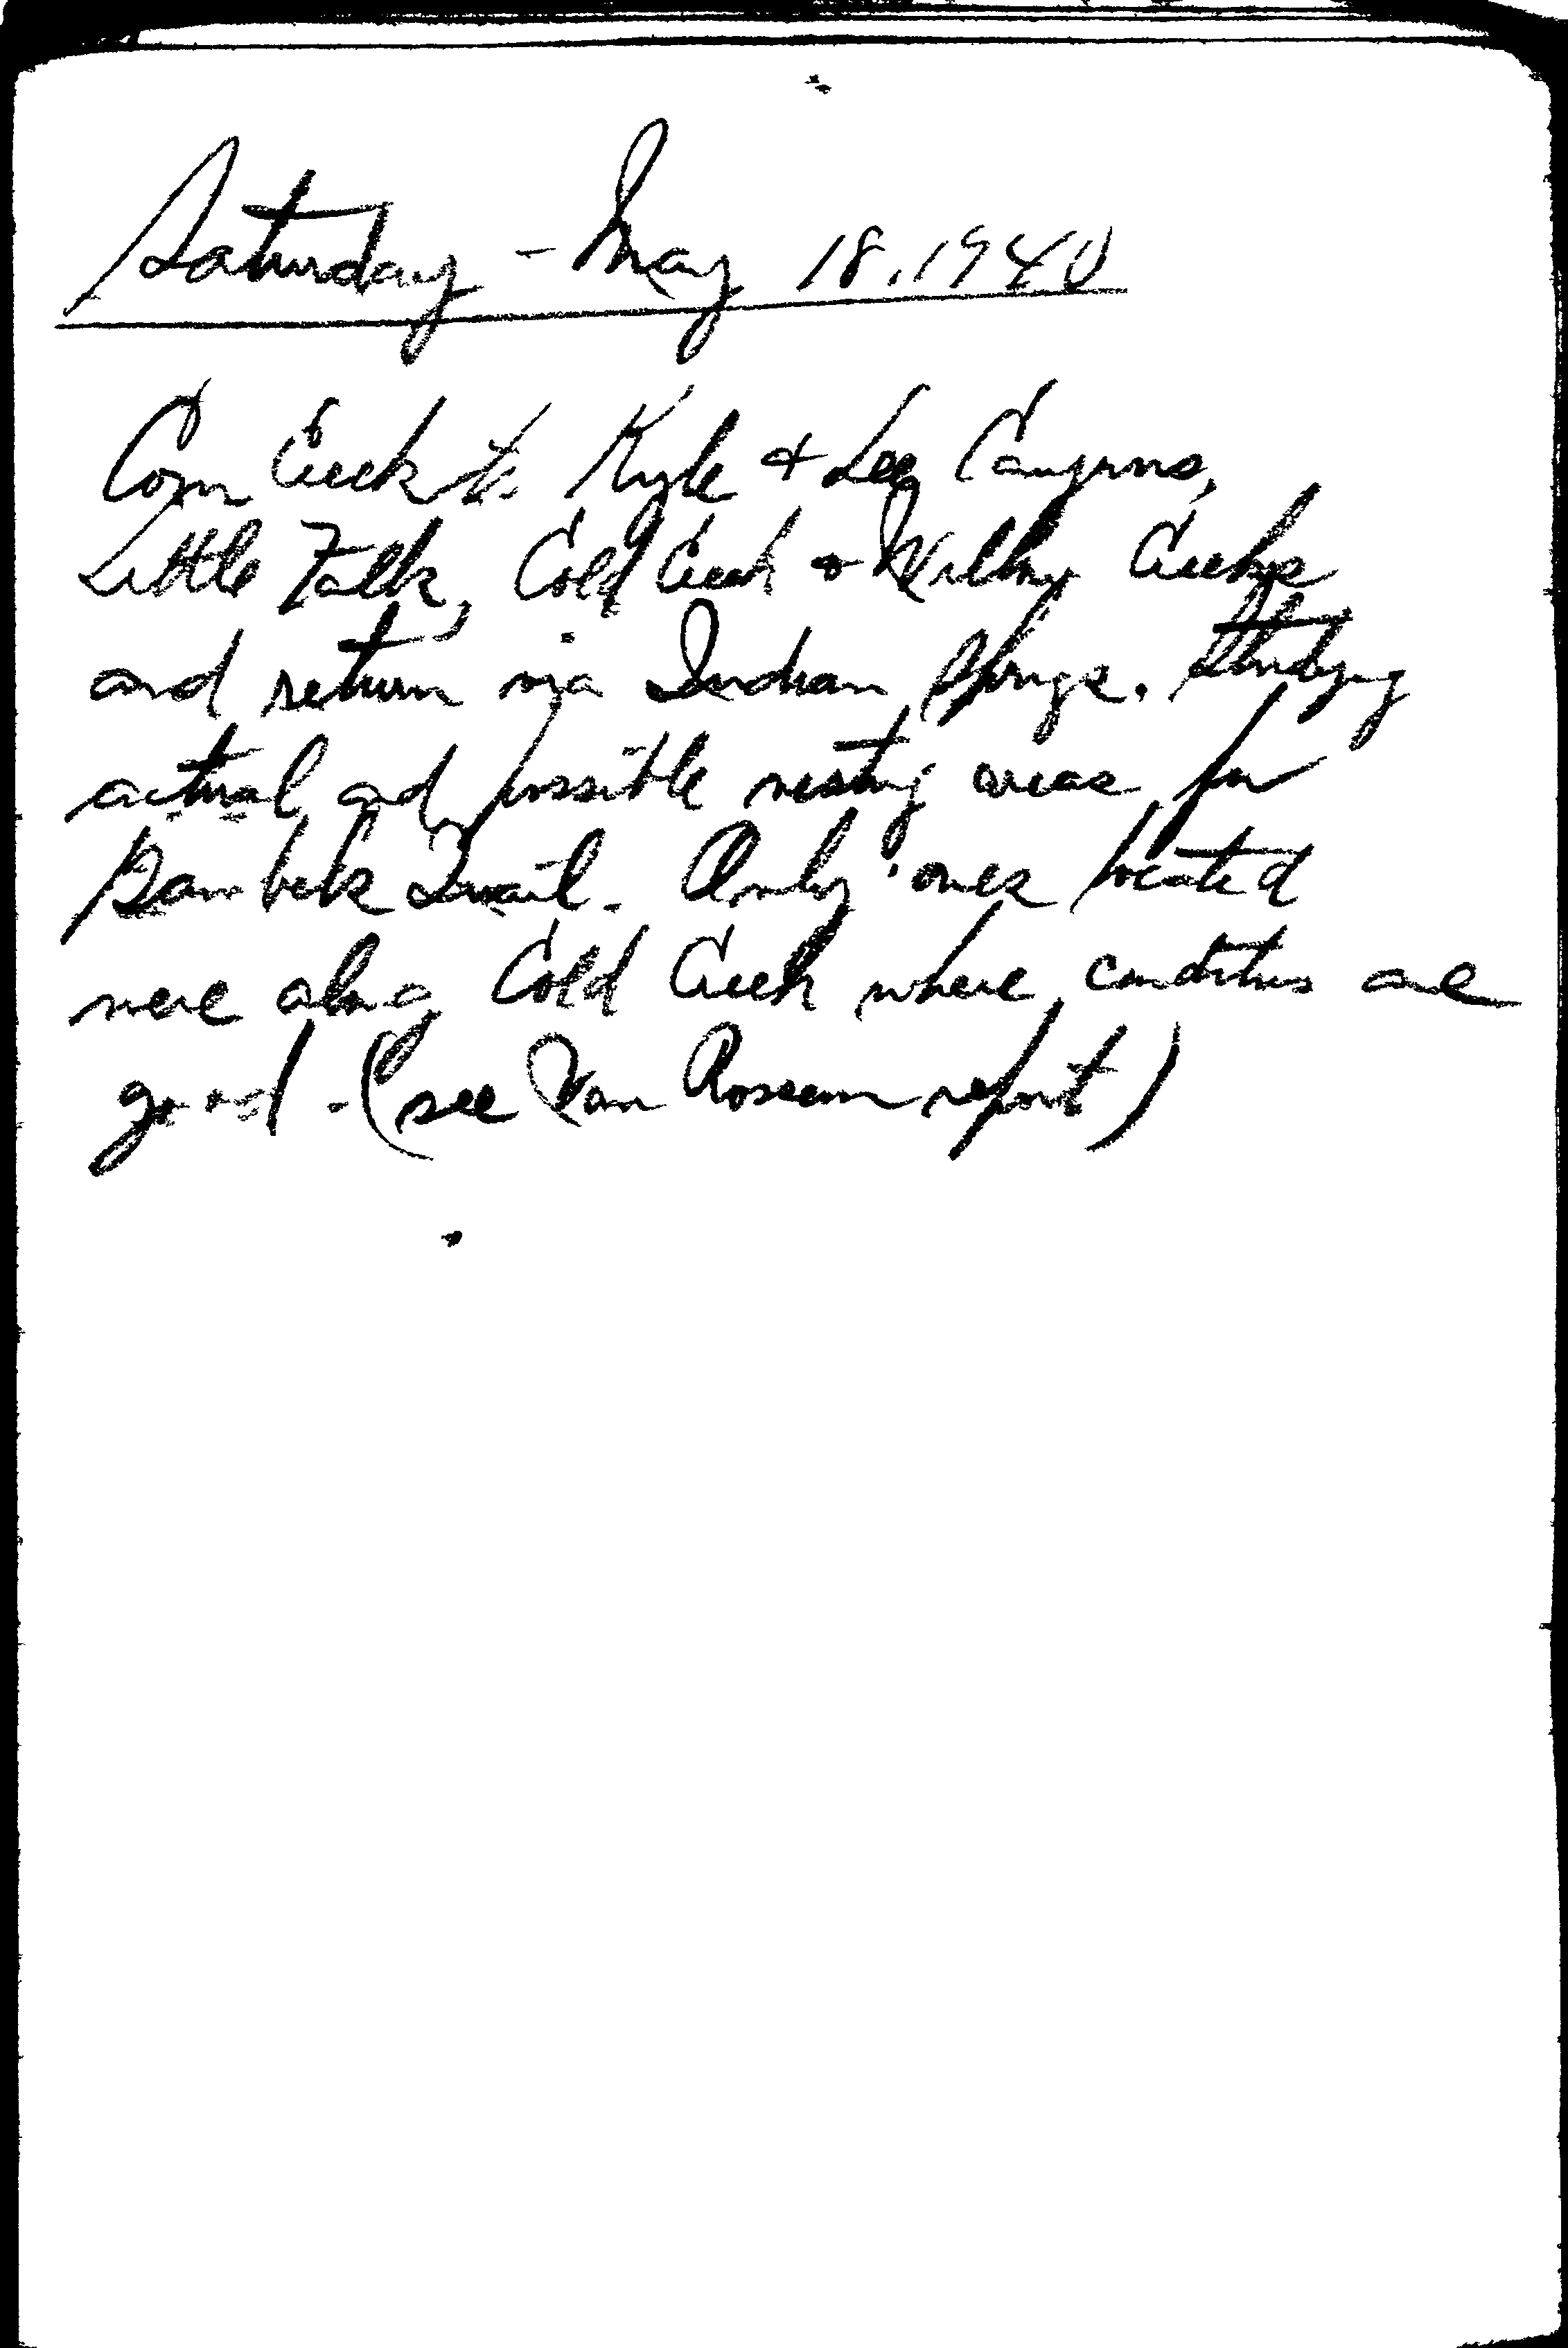 Saturday - May 18, 1940
Corn Creek to Kyle + Lee Canyons,
Little Falls, Cold Creek + Willow Creeks
and return via Indian Springs. Studying
actual and possible nesting areas for
Gambels Quail. Only ones located
were along Cold Creek where conditions are
good - (see Van Rossem report)